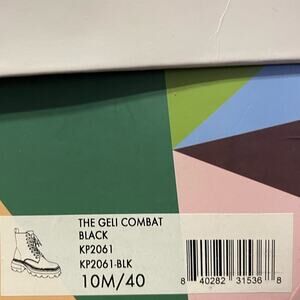 THE GELI COMBAT
BLACK
KP2061
KP2061-BLK
10M/40
8 40282 31536 8